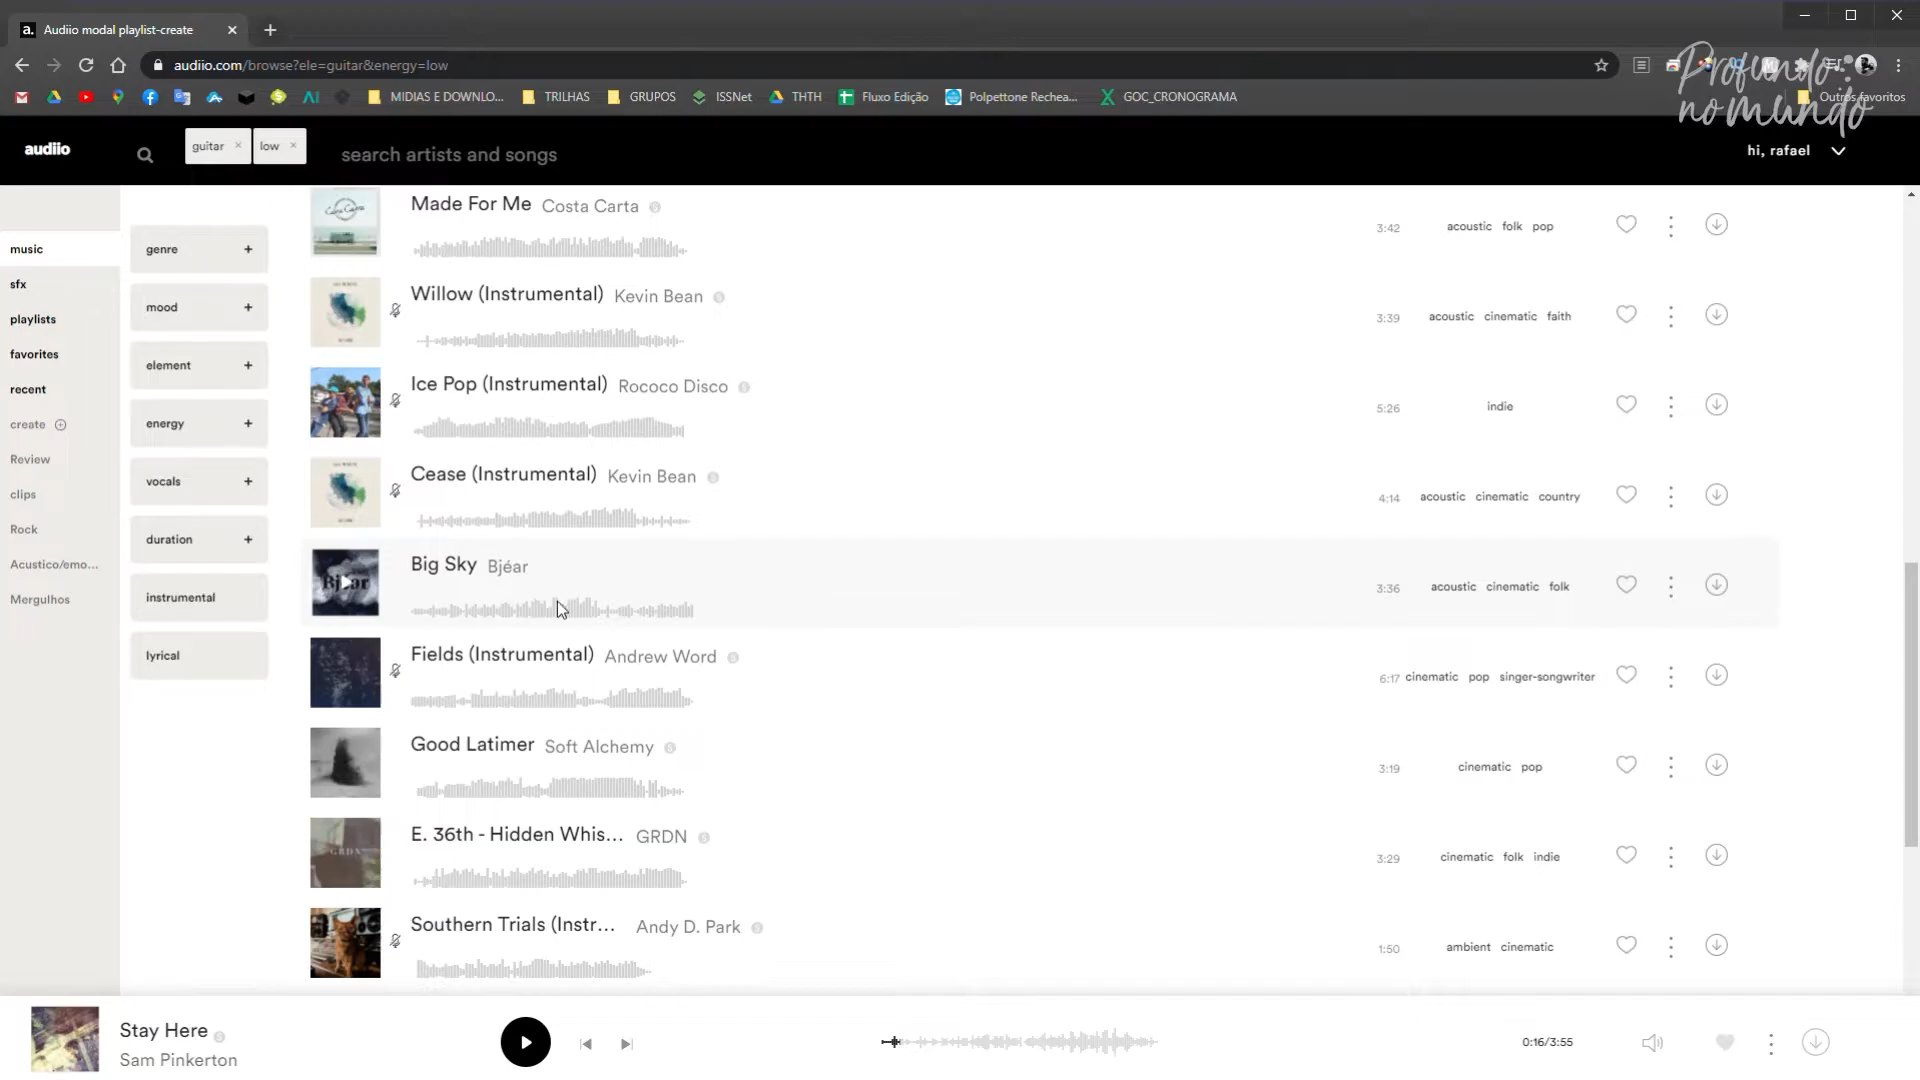 Audiio modal playlist-create
audiio.com/browse?ele=guitar&energy=low
MIDIAS E DOWNLO... TRILHAS GRUPOS ISSNet THTH Fluxo Edição Polpettone Rechea... GOC_CRONOGRAMA Outros favoritos
Profundo
no mundo
audiio guitar low search artists and songs hi, rafael
music
sfx
playlists
favorites
recent
create
Review
clips
Rock
Acustico/emo...
Mergulhos
genre +
mood +
element +
energy +
vocals +
duration +
instrumental
lyrical
Made For Me Costa Carta 3:42 acoustic folk pop
Willow (Instrumental) Kevin Bean 3:39 acoustic cinematic faith
Ice Pop (Instrumental) Rococo Disco 5:26 indie
Cease (Instrumental) Kevin Bean 4:14 acoustic cinematic country
Bjéar
Big Sky Bjéar 3:36 acoustic cinematic folk
Fields (Instrumental) Andrew Word 6:17 cinematic pop singer-songwriter
Good Latimer Soft Alchemy 3:19 cinematic pop
GRDN
E. 36th - Hidden Whis... GRDN 3:29 cinematic folk indie
Southern Trials (Instr... Andy D. Park 1:50 ambient cinematic
Stay Here
Sam Pinkerton
0:16/3:55